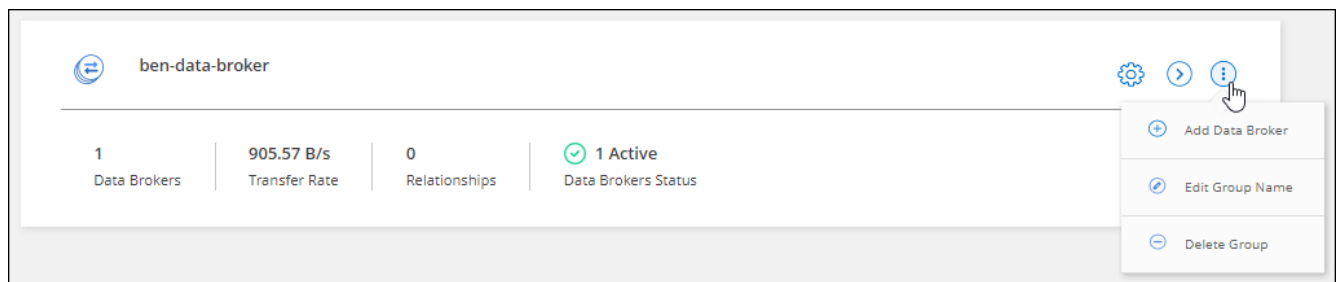 ben-data-broker
1 905.57 B/s 0 1 Active
Data Brokers Transfer Rate Relationships Data Brokers Status
Add Data Broker
Edit Group Name
Delete Group